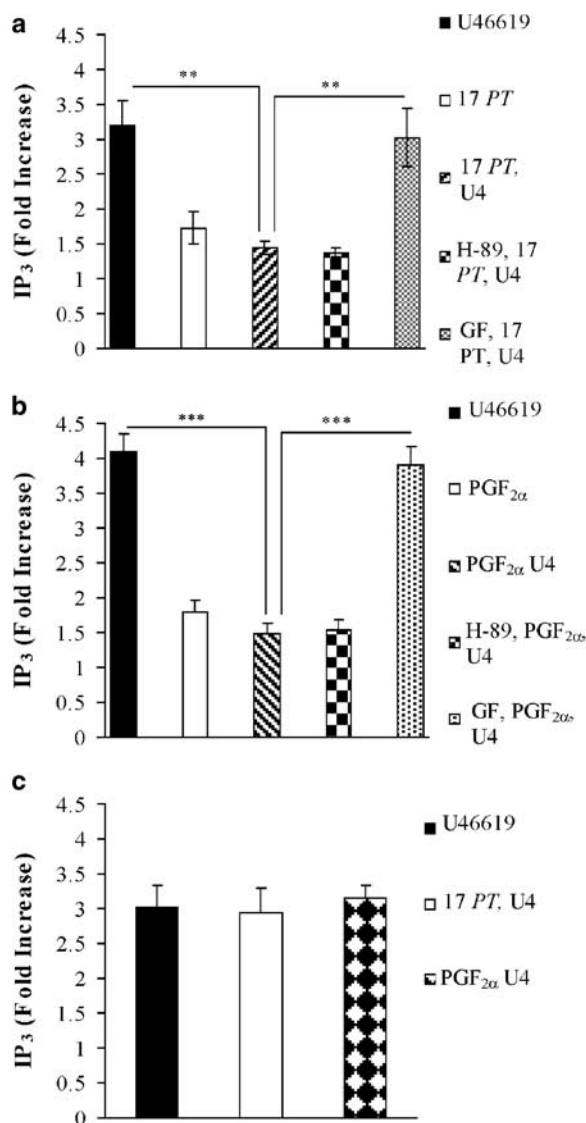 a
IP₃ (Fold Increase)
4
3.5
3
2.5
2
1.5
1
0.5
0
**
**
U46619
17 PT
17 PT,
U4
H-89, 17
PT, U4
GF, 17
PT, U4
b
IP₃ (Fold Increase)
4.5
4
3.5
3
2.5
2
1.5
1
0.5
0
***
***
U46619
PGF₂α
PGF₂α U4
H-89, PGF₂α,
U4
GF, PGF₂α,
U4
c
IP₃ (Fold Increase)
4.5
4
3.5
3
2.5
2
1.5
1
0.5
0
U46619
17 PT, U4
PGF₂α U4